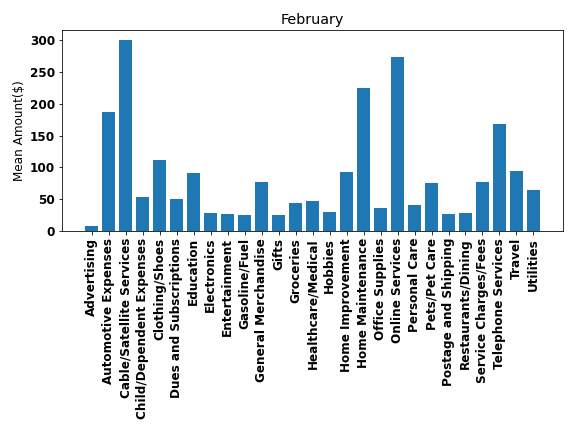 February
Mean Amount($)
300
250
200
150
100
50
0
Advertising
Automotive Expenses
Cable/Satellite Services
Child/Dependent Expenses
Clothing/Shoes
Dues and Subscriptions
Education
Electronics
Entertainment
Gasoline/Fuel
General Merchandise
Gifts
Groceries
Healthcare/Medical
Hobbies
Home Improvement
Home Maintenance
Office Supplies
Online Services
Personal Care
Pets/Pet Care
Postage and Shipping
Restaurants/Dining
Service Charges/Fees
Telephone Services
Travel
Utilities